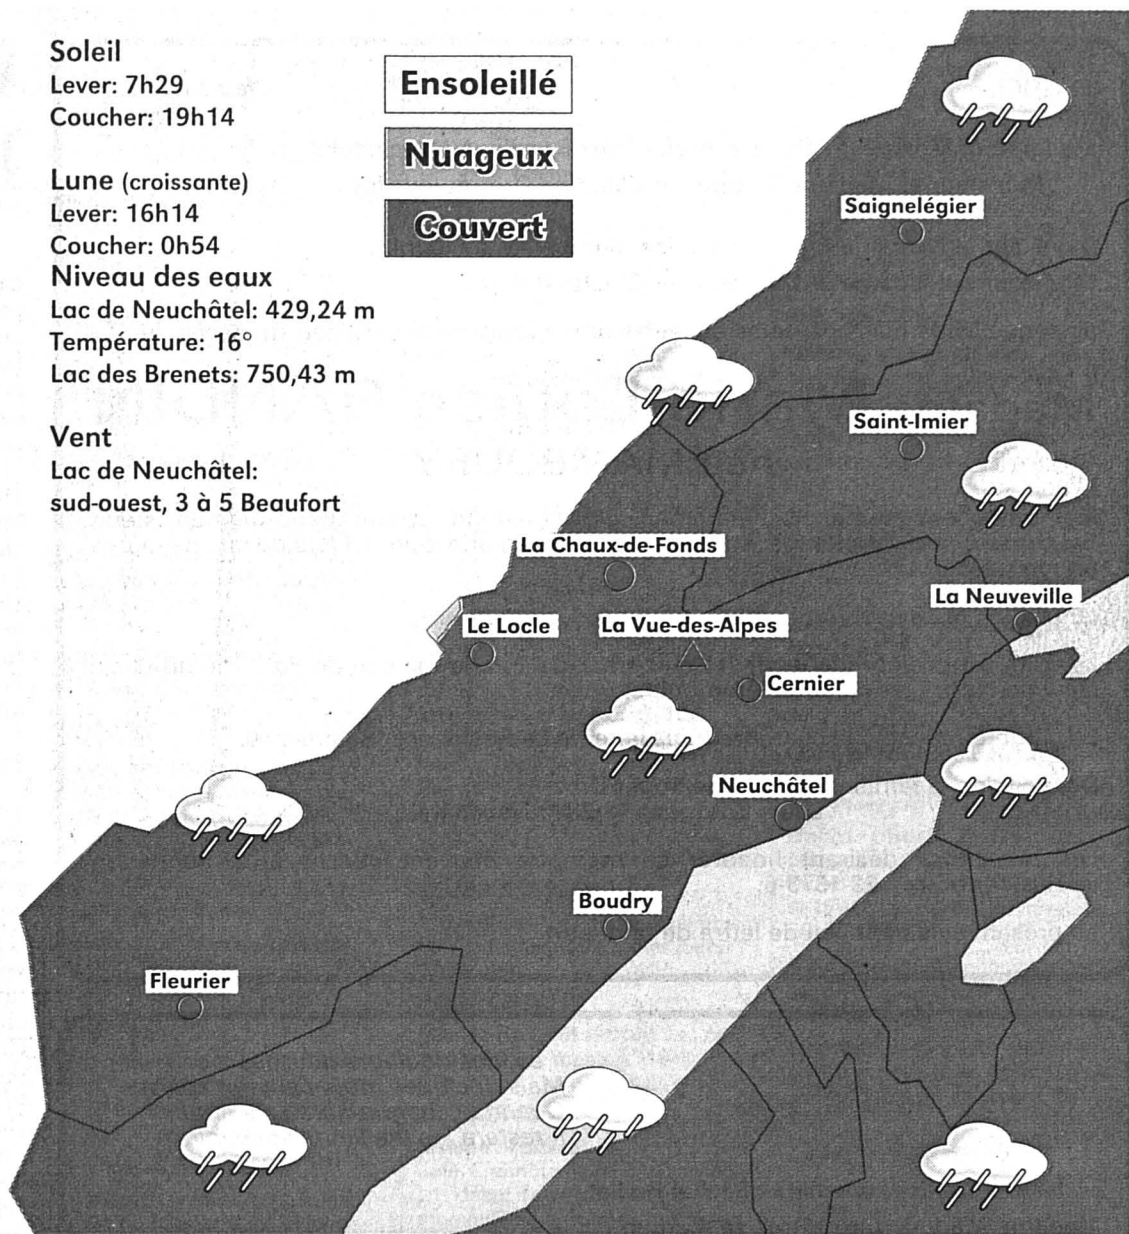 Soleil
Lever: 7h29
Coucher: 19h14
Lune (croissante)
Lever: 16h14
Coucher: 0h54
Niveau des eaux
Lac de Neuchâtel: 429,24 m
Température: 16°
Lac des Brenets: 750,43 m
Vent
Lac de Neuchâtel:
sud-ouest, 3 à 5 Beaufort
Ensoleillé
Nuageux
Couvert
Saignelégier
Saint-Imier
La Chaux-de-Fonds
La Neuveville
Le Locle
La Vue-des-Alpes
Cernier
Neuchâtel
Boudry
Fleurier